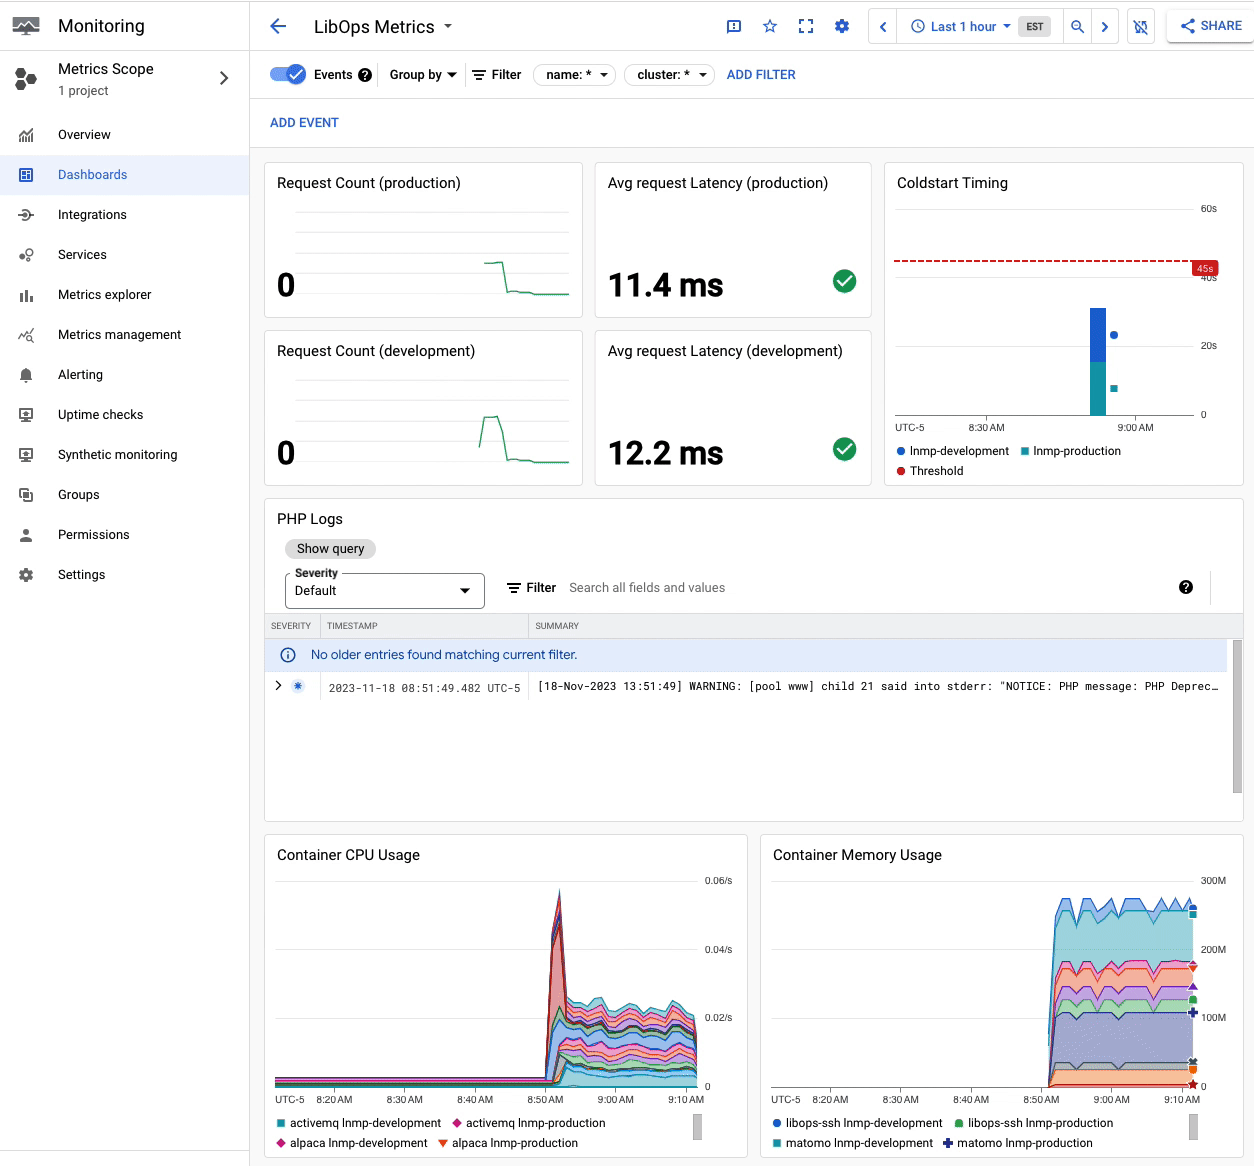 Monitoring
LibOps Metrics
Last 1 hour EST
SHARE
Metrics Scope
1 project
Events Group by Filter name: * cluster: * ADD FILTER
ADD EVENT
Overview
Dashboards
Integrations
Services
Metrics explorer
Metrics management
Alerting
Uptime checks
Synthetic monitoring
Groups
Permissions
Settings
Request Count (production)
0
Avg request Latency (production)
11.4 ms
Coldstart Timing
60s
45s
40s
20s
0
UTC-5 8:30 AM 9:00 AM
lnmp-development lnmp-production
Threshold
Request Count (development)
0
Avg request Latency (development)
12.2 ms
PHP Logs
Show query
Severity
Default
Filter Search all fields and values
SEVERITY TIMESTAMP SUMMARY
No older entries found matching current filter.
2023-11-18 08:51:49.482 UTC-5 [18-Nov-2023 13:51:49] WARNING: [pool www] child 21 said into stderr: "NOTICE: PHP message: PHP Deprec…
Container CPU Usage
0.06/s
0.04/s
0.02/s
0
UTC-5 8:20 AM 8:30 AM 8:40 AM 8:50 AM 9:00 AM 9:10 AM
activemq lnmp-development activemq lnmp-production
alpaca lnmp-development alpaca lnmp-production
Container Memory Usage
300M
200M
100M
0
UTC-5 8:20 AM 8:30 AM 8:40 AM 8:50 AM 9:00 AM 9:10 AM
libops-ssh lnmp-development libops-ssh lnmp-production
matomo lnmp-development matomo lnmp-production